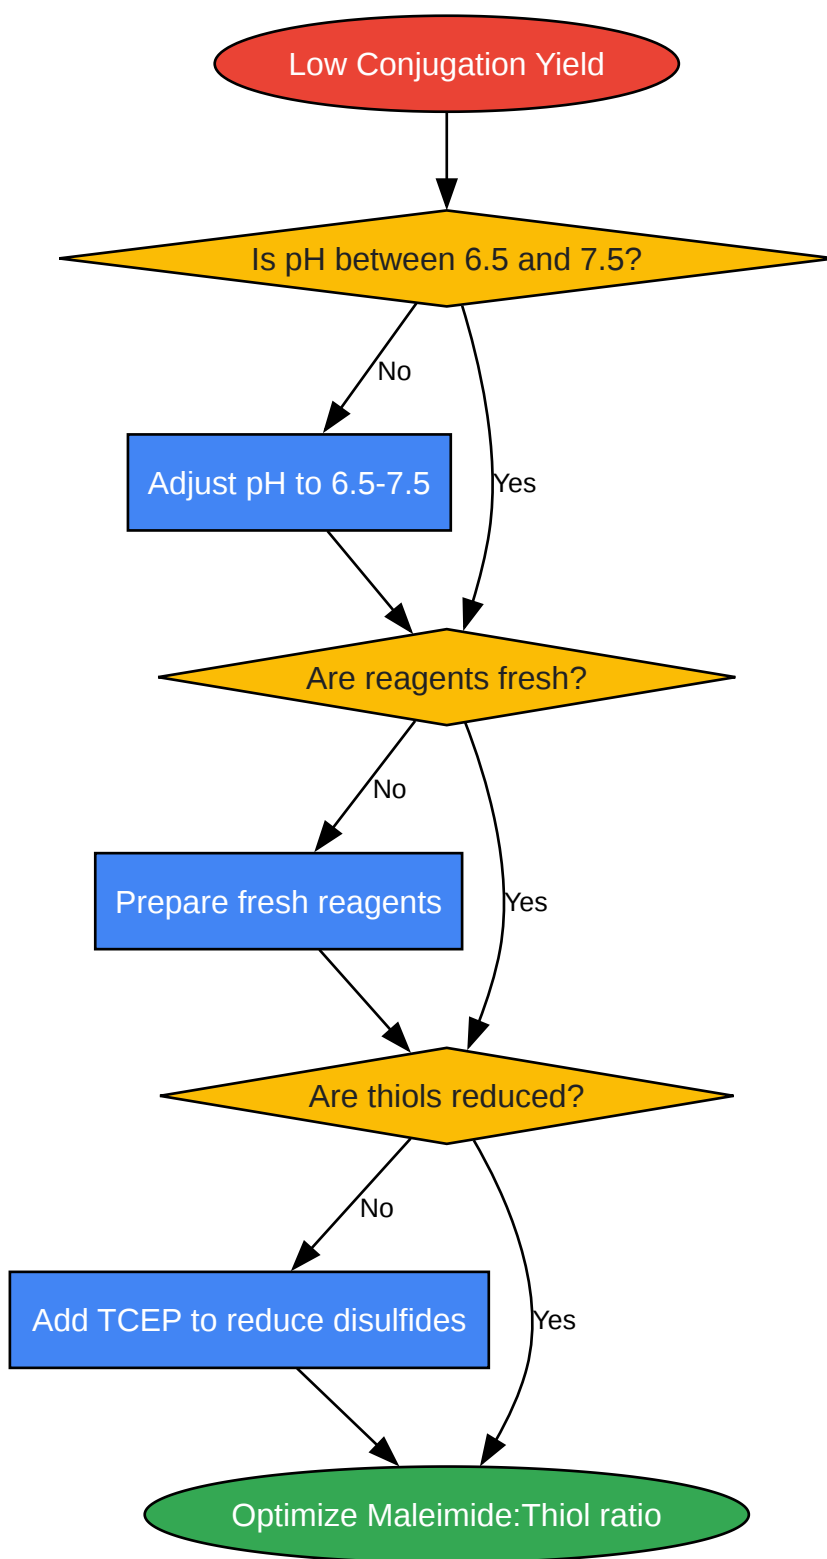 Low Conjugation Yield
Is pH between 6.5 and 7.5?
No
Adjust pH to 6.5-7.5
Yes
Are reagents fresh?
No
Prepare fresh reagents
Yes
Are thiols reduced?
No
Add TCEP to reduce disulfides
Yes
Optimize Maleimide:Thiol ratio